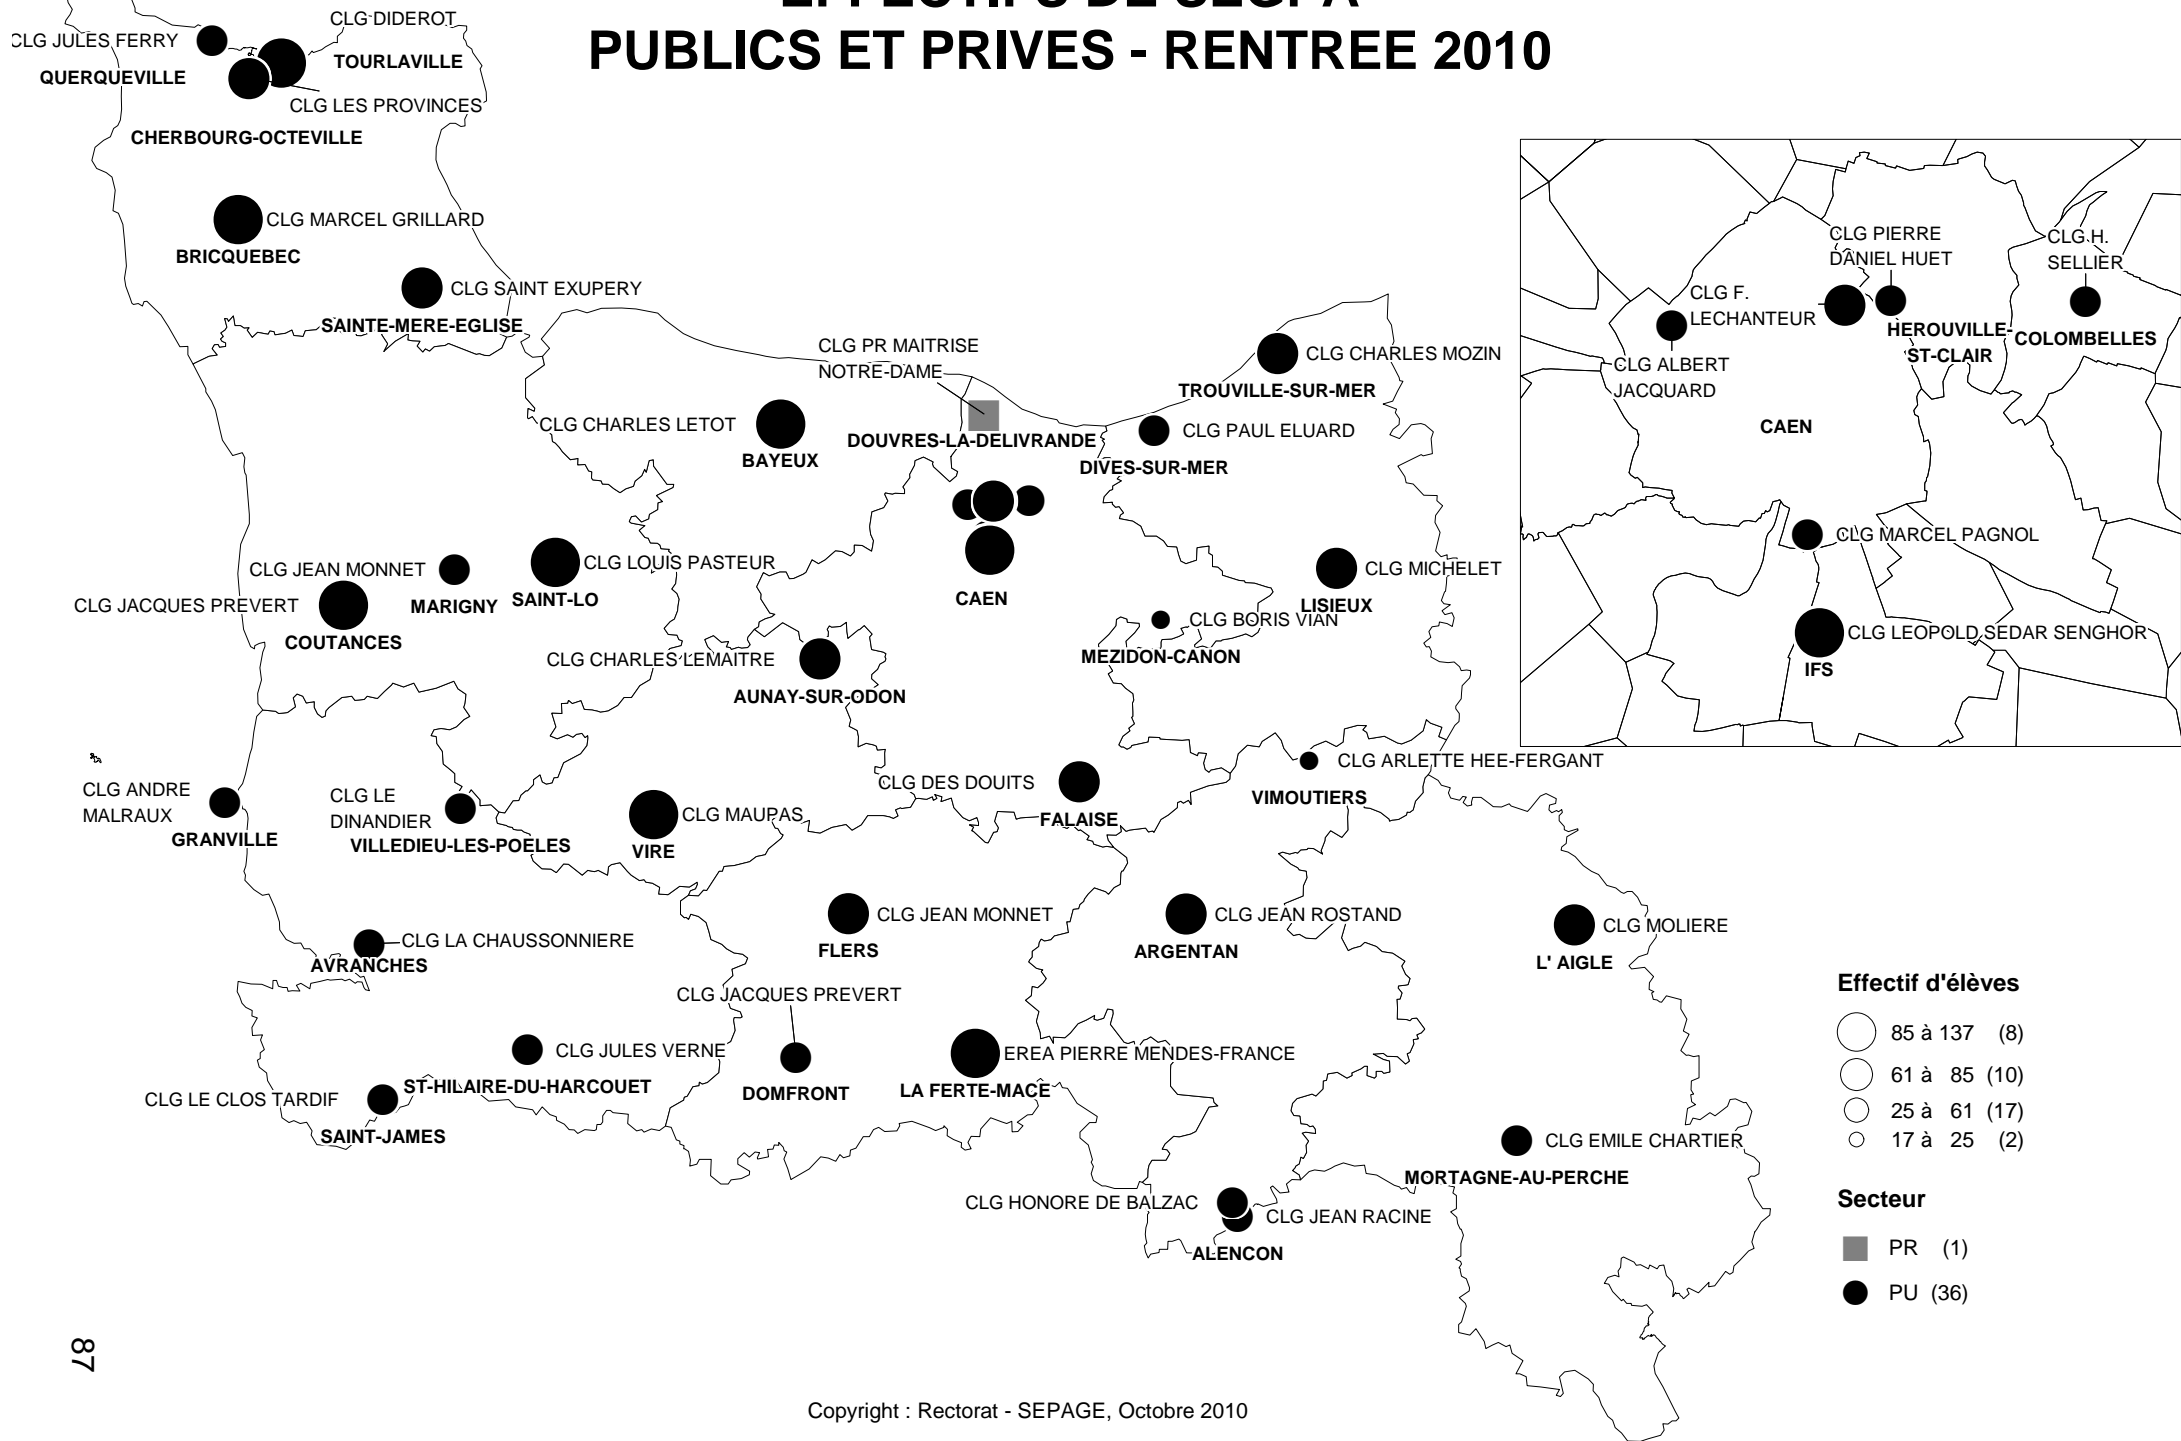 PUBLICS ET PRIVES - RENTREE 2010
CLG DIDEROT
CLG JULES FERRY
TOURLAVILLE
QUERQUEVILLE
CLG LES PROVINCES
CHERBOURG-OCTEVILLE
CLG MARCEL GRILLARD
BRICQUEBEC
CLG SAINT EXUPERY
SAINTE-MERE-EGLISE
CLG PR MAITRISE
NOTRE-DAME
DOUVRES-LA-DELIVRANDE
CLG CHARLES MOZIN
TROUVILLE-SUR-MER
CLG CHARLES LETOT
BAYEUX
CLG PAUL ELUARD
DIVES-SUR-MER
CLG JEAN MONNET
MARIGNY
CLG LOUIS PASTEUR
SAINT-LO
CLG JACQUES PREVERT
COUTANCES
CAEN
CLG MICHELET
LISIEUX
CLG BORIS VIAN
MEZIDON-CANON
CLG CHARLES LEMAITRE
AUNAY-SUR-ODON
CLG ANDRE
MALRAUX
GRANVILLE
CLG LE
DINANDIER
VILLEDIEU-LES-POELES
CLG MAUPAS
VIRE
CLG DES DOUITS
FALAISE
CLG ARLETTE HEE-FERGANT
VIMOUTIERS
CLG LA CHAUSSONNIERE
AVRANCHES
CLG JEAN MONNET
FLERS
CLG JEAN ROSTAND
ARGENTAN
CLG MOLIERE
L' AIGLE
CLG JACQUES PREVERT
DOMFRONT
CLG JULES VERNE
ST-HILAIRE-DU-HARCOUET
CLG LE CLOS TARDIF
SAINT-JAMES
EREA PIERRE MENDES-FRANCE
LA FERTE-MACE
CLG EMILE CHARTIER
MORTAGNE-AU-PERCHE
CLG HONORE DE BALZAC
CLG JEAN RACINE
ALENCON
CLG PIERRE
DANIEL HUET
CLG H.
SELLIER
CLG F.
LECHANTEUR
HEROUVILLE-
ST-CLAIR
COLOMBELLES
CLG ALBERT
JACQUARD
CAEN
CLG MARCEL PAGNOL
CLG LEOPOLD SEDAR SENGHOR
IFS
Effectif d'élèves
85 à 137 (8)
61 à 85 (10)
25 à 61 (17)
17 à 25 (2)
Secteur
PR (1)
PU (36)
87
Copyright : Rectorat - SEPAGE, Octobre 2010